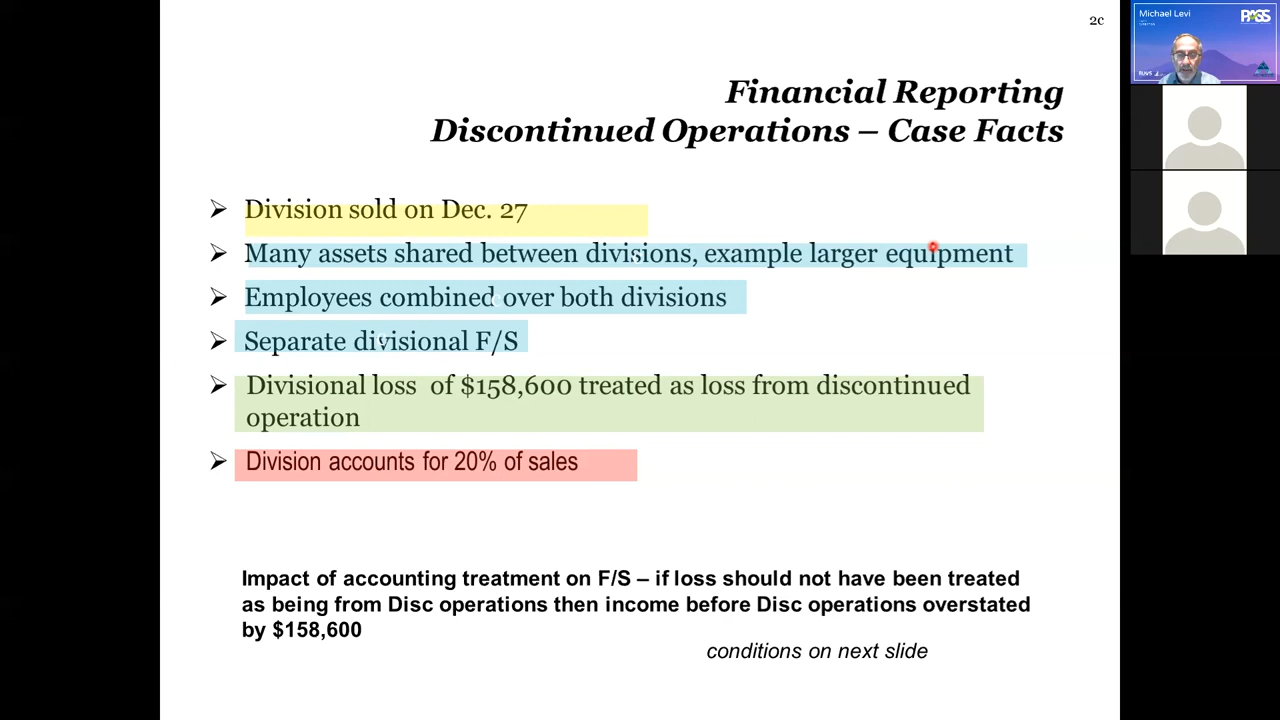 2c
Financial Reporting
Discontinued Operations – Case Facts
➢ Division sold on Dec. 27
➢ Many assets shared between divisions, example larger equipment
➢ Employees combined over both divisions
➢ Separate divisional F/S
➢ Divisional loss of $158,600 treated as loss from discontinued
operation
➢ Division accounts for 20% of sales
Impact of accounting treatment on F/S – if loss should not have been treated
as being from Disc operations then income before Disc operations overstated
by $158,600
conditions on next slide
Michael Levi
PASS